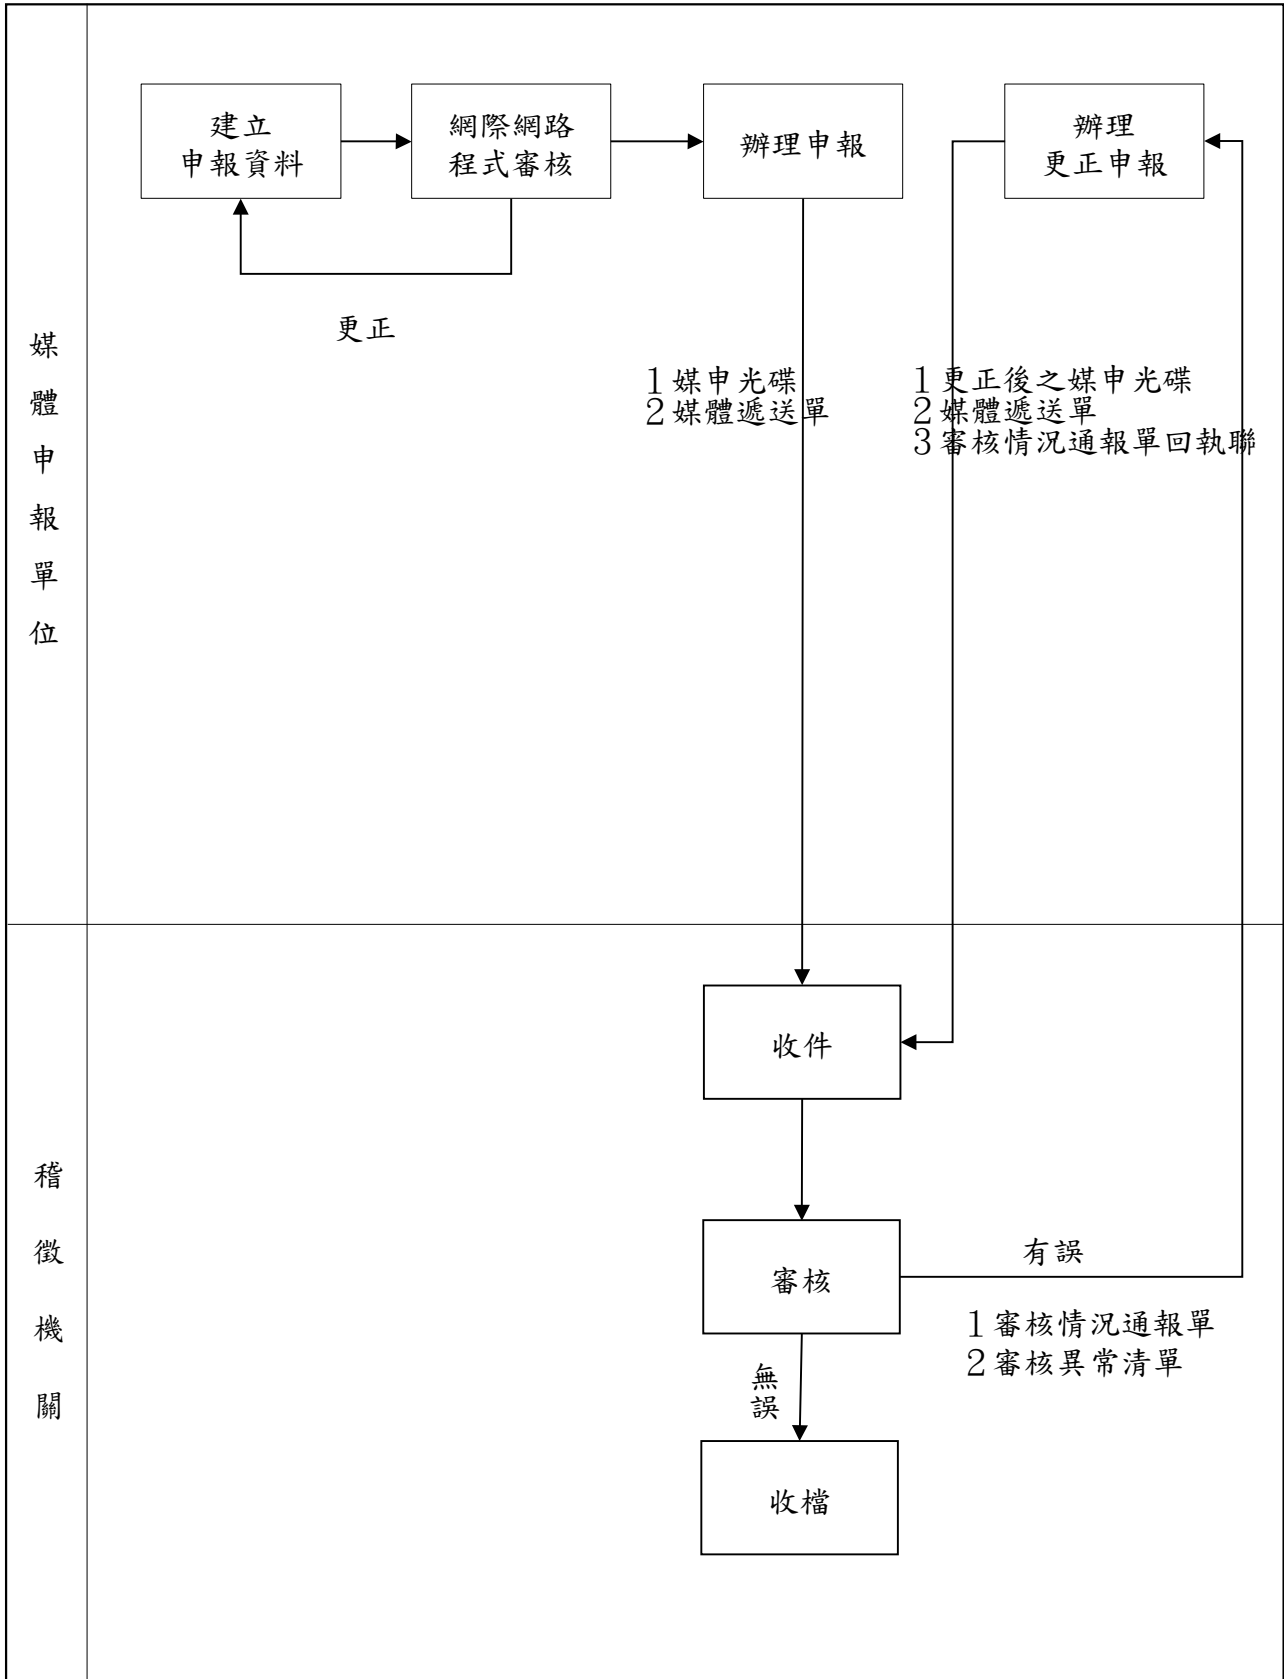 建立
申報資料
網際網路
程式審核
辦理申報
辦理
更正申報
更正
媒體申報單位
1媒申光碟
2媒體遞送單
1更正後之媒申光碟
2媒體遞送單
3審核情況通報單回執聯
收件
稽徵機關
審核
有誤
1審核情況通報單
2審核異常清單
無誤
收檔